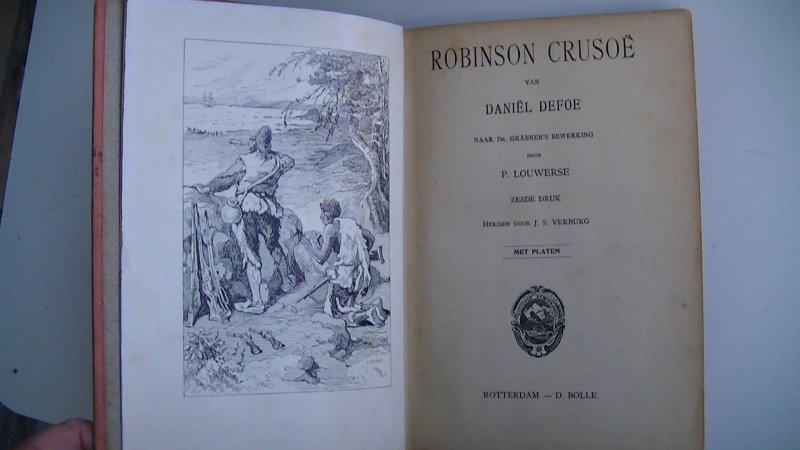 ROBINSON CRUSOË
VAN
DANIËL DEFOE
NAAR DR. GRÄBNER'S BEWERKING
DOOR
P. LOUWERSE
ZESDE DRUK
HERZIEN DOOR J. S. VERBURG
MET PLATEN
ROTTERDAM — D. BOLLE